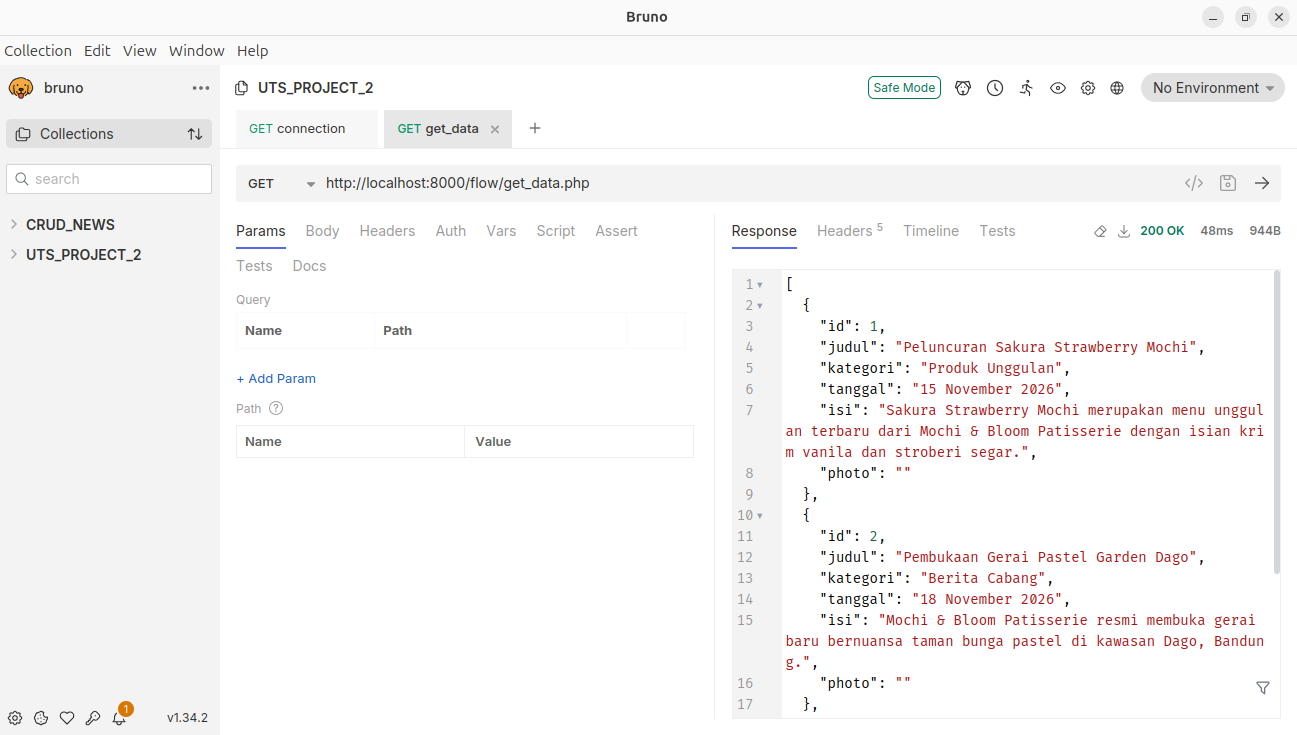 Bruno
Collection Edit View Window Help
bruno
UTS_PROJECT_2
Safe Mode
No Environment
Collections
GET connection
GET get_data
search
GET http://localhost:8000/flow/get_data.php
CRUD_NEWS
UTS_PROJECT_2
Params Body Headers Auth Vars Script Assert
Tests Docs
Response Headers 5 Timeline Tests
200 OK 48ms 944B
Query
Name Path
+ Add Param
Path ?
Name Value
1 [
2 {
3 "id": 1,
4 "judul": "Peluncuran Sakura Strawberry Mochi",
5 "kategori": "Produk Unggulan",
6 "tanggal": "15 November 2026",
7 "isi": "Sakura Strawberry Mochi merupakan menu unggul
an terbaru dari Mochi & Bloom Patisserie dengan isian kri
m vanila dan stroberi segar.",
8 "photo": ""
9 },
10 {
11 "id": 2,
12 "judul": "Pembukaan Gerai Pastel Garden Dago",
13 "kategori": "Berita Cabang",
14 "tanggal": "18 November 2026",
15 "isi": "Mochi & Bloom Patisserie resmi membuka gerai
baru bernuansa taman bunga pastel di kawasan Dago, Bandun
g.",
16 "photo": ""
17 },
1
v1.34.2